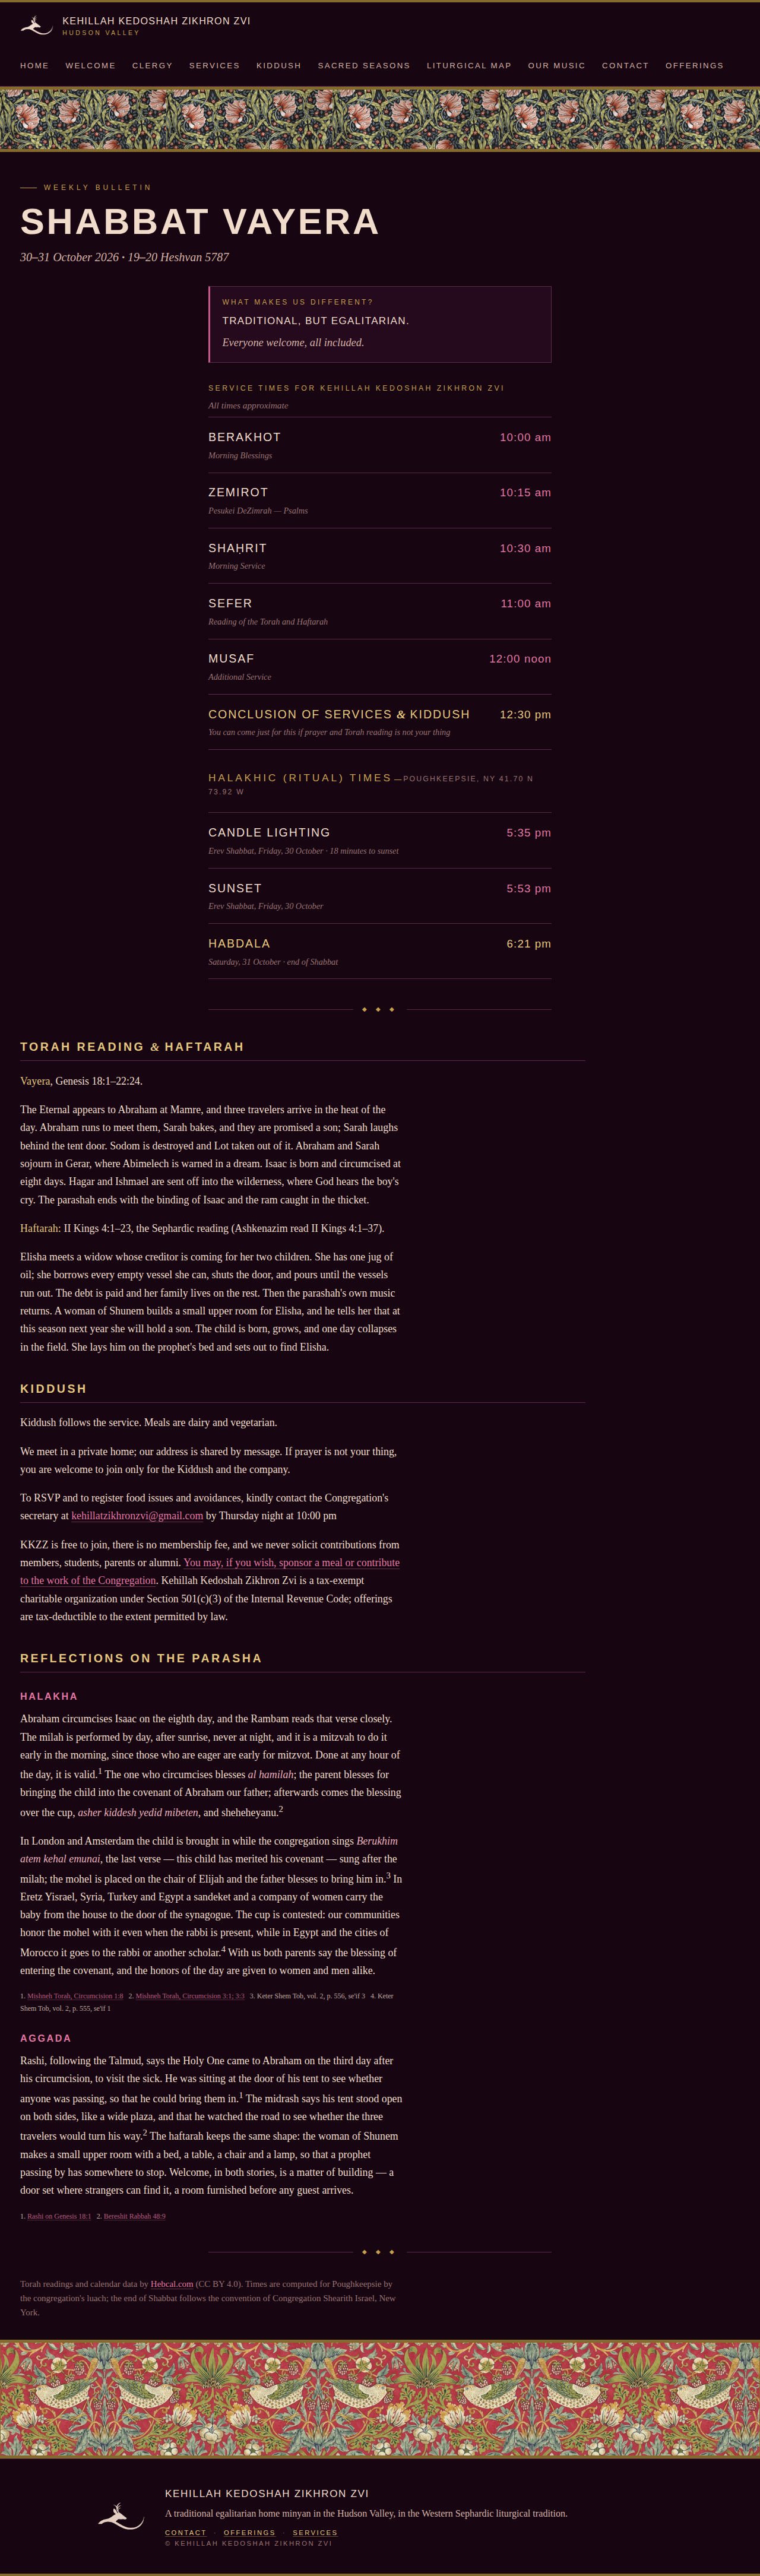 KEHILLAH KEDOSHAH ZIKHRON ZVI
HUDSON VALLEY
HOME WELCOME CLERGY SERVICES KIDDUSH SACRED SEASONS LITURGICAL MAP OUR MUSIC CONTACT OFFERINGS
WEEKLY BULLETIN
SHABBAT VAYERA
30–31 October 2026 · 19–20 Heshvan 5787
WHAT MAKES US DIFFERENT?
TRADITIONAL, BUT EGALITARIAN.
Everyone welcome, all included.
SERVICE TIMES FOR KEHILLAH KEDOSHAH ZIKHRON ZVI
All times approximate
BERAKHOT 10:00 am
Morning Blessings
ZEMIROT 10:15 am
Pesukei DeZimrah — Psalms
SHAḤRIT 10:30 am
Morning Service
SEFER 11:00 am
Reading of the Torah and Haftarah
MUSAF 12:00 noon
Additional Service
CONCLUSION OF SERVICES & KIDDUSH 12:30 pm
You can come just for this if prayer and Torah reading is not your thing
HALAKHIC (RITUAL) TIMES —POUGHKEEPSIE, NY 41.70 N
73.92 W
CANDLE LIGHTING 5:35 pm
Erev Shabbat, Friday, 30 October · 18 minutes to sunset
SUNSET 5:53 pm
Erev Shabbat, Friday, 30 October
HABDALA 6:21 pm
Saturday, 31 October · end of Shabbat
TORAH READING & HAFTARAH
Vayera, Genesis 18:1–22:24.
The Eternal appears to Abraham at Mamre, and three travelers arrive in the heat of the
day. Abraham runs to meet them, Sarah bakes, and they are promised a son; Sarah laughs
behind the tent door. Sodom is destroyed and Lot taken out of it. Abraham and Sarah
sojourn in Gerar, where Abimelech is warned in a dream. Isaac is born and circumcised at
eight days. Hagar and Ishmael are sent off into the wilderness, where God hears the boy's
cry. The parashah ends with the binding of Isaac and the ram caught in the thicket.
Haftarah: II Kings 4:1–23, the Sephardic reading (Ashkenazim read II Kings 4:1–37).
Elisha meets a widow whose creditor is coming for her two children. She has one jug of
oil; she borrows every empty vessel she can, shuts the door, and pours until the vessels
run out. The debt is paid and her family lives on the rest. Then the parashah's own music
returns. A woman of Shunem builds a small upper room for Elisha, and he tells her that at
this season next year she will hold a son. The child is born, grows, and one day collapses
in the field. She lays him on the prophet's bed and sets out to find Elisha.
KIDDUSH
Kiddush follows the service. Meals are dairy and vegetarian.
We meet in a private home; our address is shared by message. If prayer is not your thing,
you are welcome to join only for the Kiddush and the company.
To RSVP and to register food issues and avoidances, kindly contact the Congregation's
secretary at kehillatzikhronzvi@gmail.com by Thursday night at 10:00 pm
KKZZ is free to join, there is no membership fee, and we never solicit contributions from
members, students, parents or alumni. You may, if you wish, sponsor a meal or contribute
to the work of the Congregation. Kehillah Kedoshah Zikhron Zvi is a tax-exempt
charitable organization under Section 501(c)(3) of the Internal Revenue Code; offerings
are tax-deductible to the extent permitted by law.
REFLECTIONS ON THE PARASHA
HALAKHA
Abraham circumcises Isaac on the eighth day, and the Rambam reads that verse closely.
The milah is performed by day, after sunrise, never at night, and it is a mitzvah to do it
early in the morning, since those who are eager are early for mitzvot. Done at any hour of
the day, it is valid.1 The one who circumcises blesses al hamilah; the parent blesses for
bringing the child into the covenant of Abraham our father; afterwards comes the blessing
over the cup, asher kiddesh yedid mibeten, and sheheheyanu.2
In London and Amsterdam the child is brought in while the congregation sings Berukhim
atem kehal emunai, the last verse — this child has merited his covenant — sung after the
milah; the mohel is placed on the chair of Elijah and the father blesses to bring him in.3 In
Eretz Yisrael, Syria, Turkey and Egypt a sandeket and a company of women carry the
baby from the house to the door of the synagogue. The cup is contested: our communities
honor the mohel with it even when the rabbi is present, while in Egypt and the cities of
Morocco it goes to the rabbi or another scholar.4 With us both parents say the blessing of
entering the covenant, and the honors of the day are given to women and men alike.
1. Mishneh Torah, Circumcision 1:8 2. Mishneh Torah, Circumcision 3:1; 3:3 3. Keter Shem Tob, vol. 2, p. 556, se'if 3 4. Keter
Shem Tob, vol. 2, p. 555, se'if 1
AGGADA
Rashi, following the Talmud, says the Holy One came to Abraham on the third day after
his circumcision, to visit the sick. He was sitting at the door of his tent to see whether
anyone was passing, so that he could bring them in.1 The midrash says his tent stood open
on both sides, like a wide plaza, and that he watched the road to see whether the three
travelers would turn his way.2 The haftarah keeps the same shape: the woman of Shunem
makes a small upper room with a bed, a table, a chair and a lamp, so that a prophet
passing by has somewhere to stop. Welcome, in both stories, is a matter of building — a
door set where strangers can find it, a room furnished before any guest arrives.
1. Rashi on Genesis 18:1 2. Bereshit Rabbah 48:9
Torah readings and calendar data by Hebcal.com (CC BY 4.0). Times are computed for Poughkeepsie by
the congregation's luach; the end of Shabbat follows the convention of Congregation Shearith Israel, New
York.
KEHILLAH KEDOSHAH ZIKHRON ZVI
A traditional egalitarian home minyan in the Hudson Valley, in the Western Sephardic liturgical tradition.
CONTACT · OFFERINGS · SERVICES
© KEHILLAH KEDOSHAH ZIKHRON ZVI